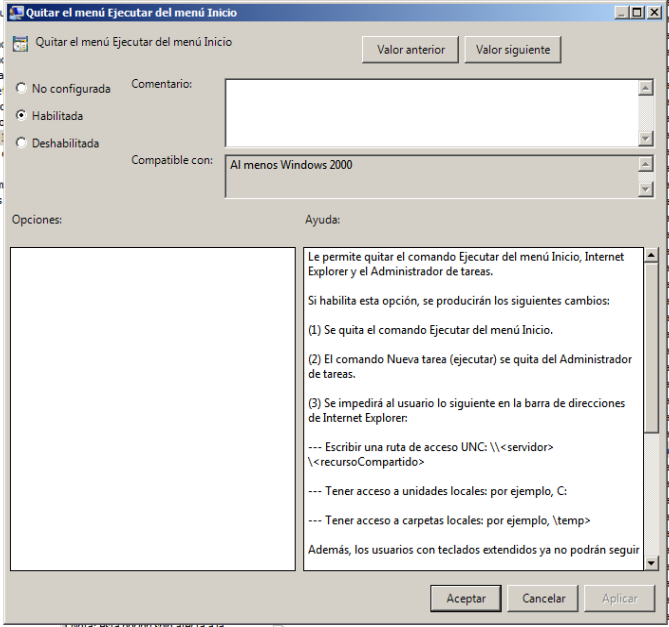 Quitar el menú Ejecutar del menú Inicio
Quitar el menú Ejecutar del menú Inicio
Valor anterior
Valor siguiente
No configurada
Comentario:
Habilitada
Deshabilitada
Compatible con:
Al menos Windows 2000
Opciones:
Ayuda:
Le permite quitar el comando Ejecutar del menú Inicio, Internet
Explorer y el Administrador de tareas.
Si habilita esta opción, se producirán los siguientes cambios:
(1) Se quita el comando Ejecutar del menú Inicio.
(2) El comando Nueva tarea (ejecutar) se quita del Administrador
de tareas.
(3) Se impedirá al usuario lo siguiente en la barra de direcciones
de Internet Explorer:
--- Escribir una ruta de acceso UNC: \\<servidor>
\<recursoCompartido>
--- Tener acceso a unidades locales: por ejemplo, C:
--- Tener acceso a carpetas locales: por ejemplo, \temp>
Además, los usuarios con teclados extendidos ya no podrán seguir
Aceptar
Cancelar
Aplicar